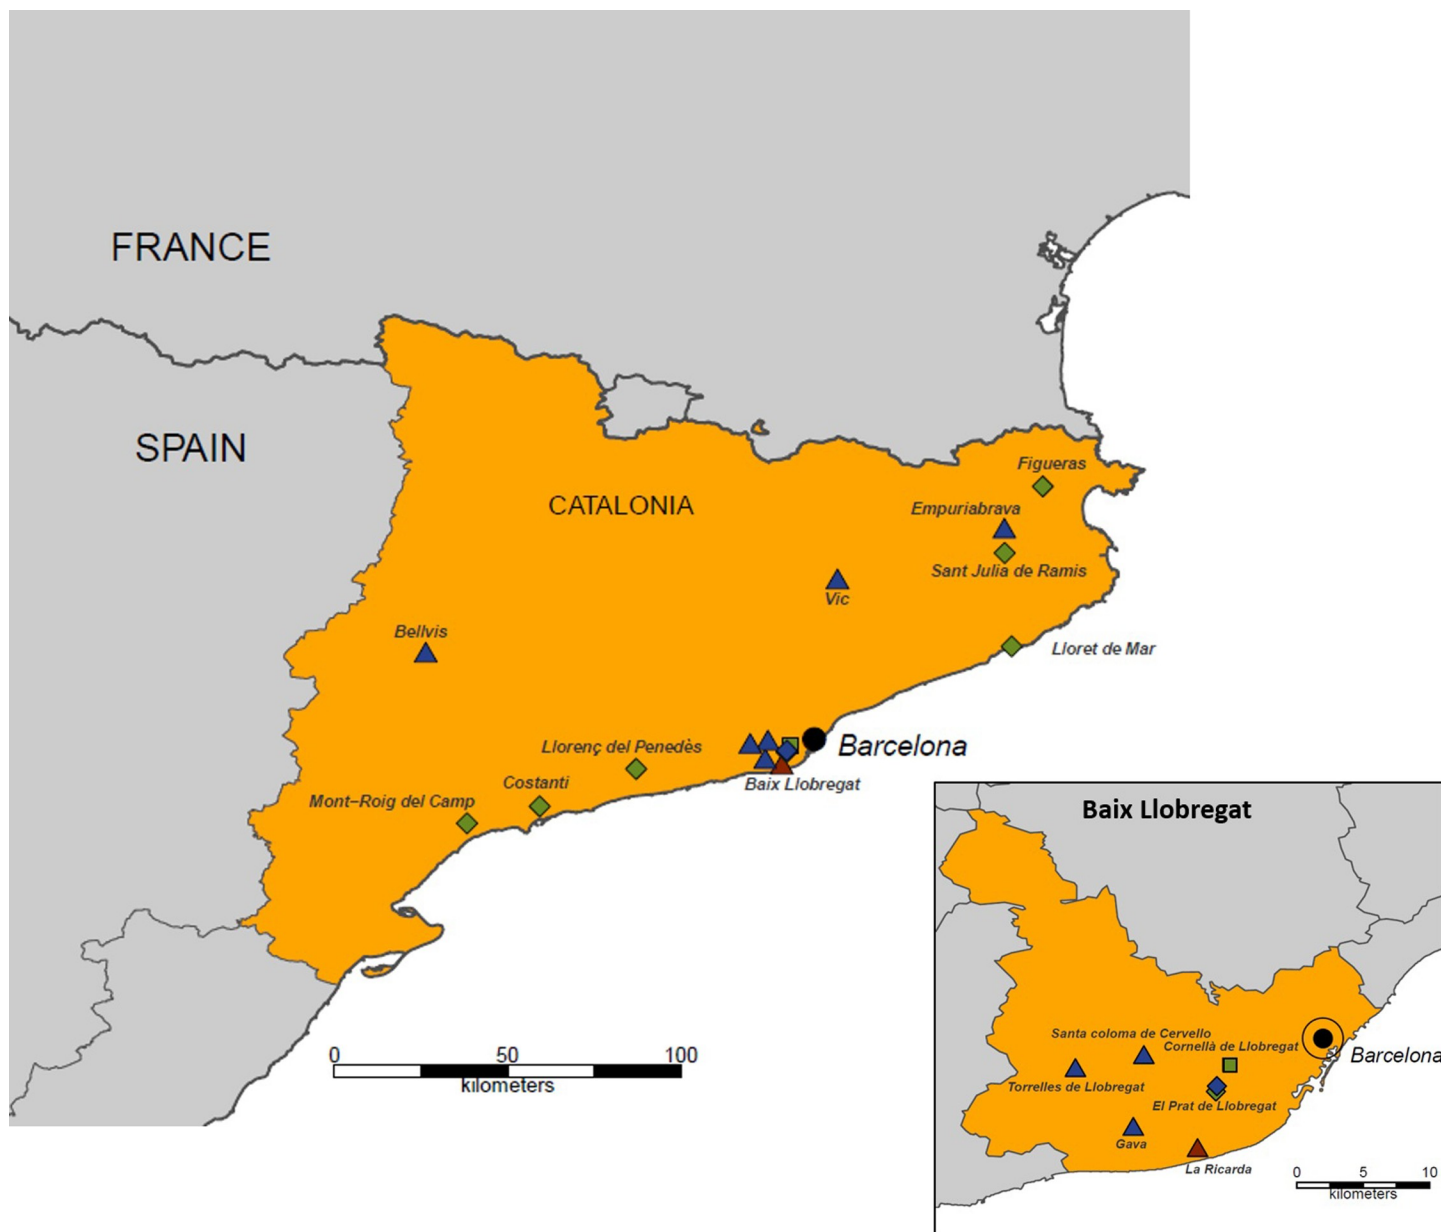 FRANCE
SPAIN
CATALONIA
Figueras
Empuriabrava
Sant Julia de Ramis
Vic
Bellvis
Lloret de Mar
Barcelona
Llorenç del Penedès
Costanti
Mont–Roig del Camp
Baix Llobregat
0 50 100
kilometers
Baix Llobregat
Santa coloma de Cervello
Cornellà de Llobregat
Barcelona
Torrelles de Llobregat
El Prat de Llobregat
Gava
La Ricarda
0 5 10
kilometers